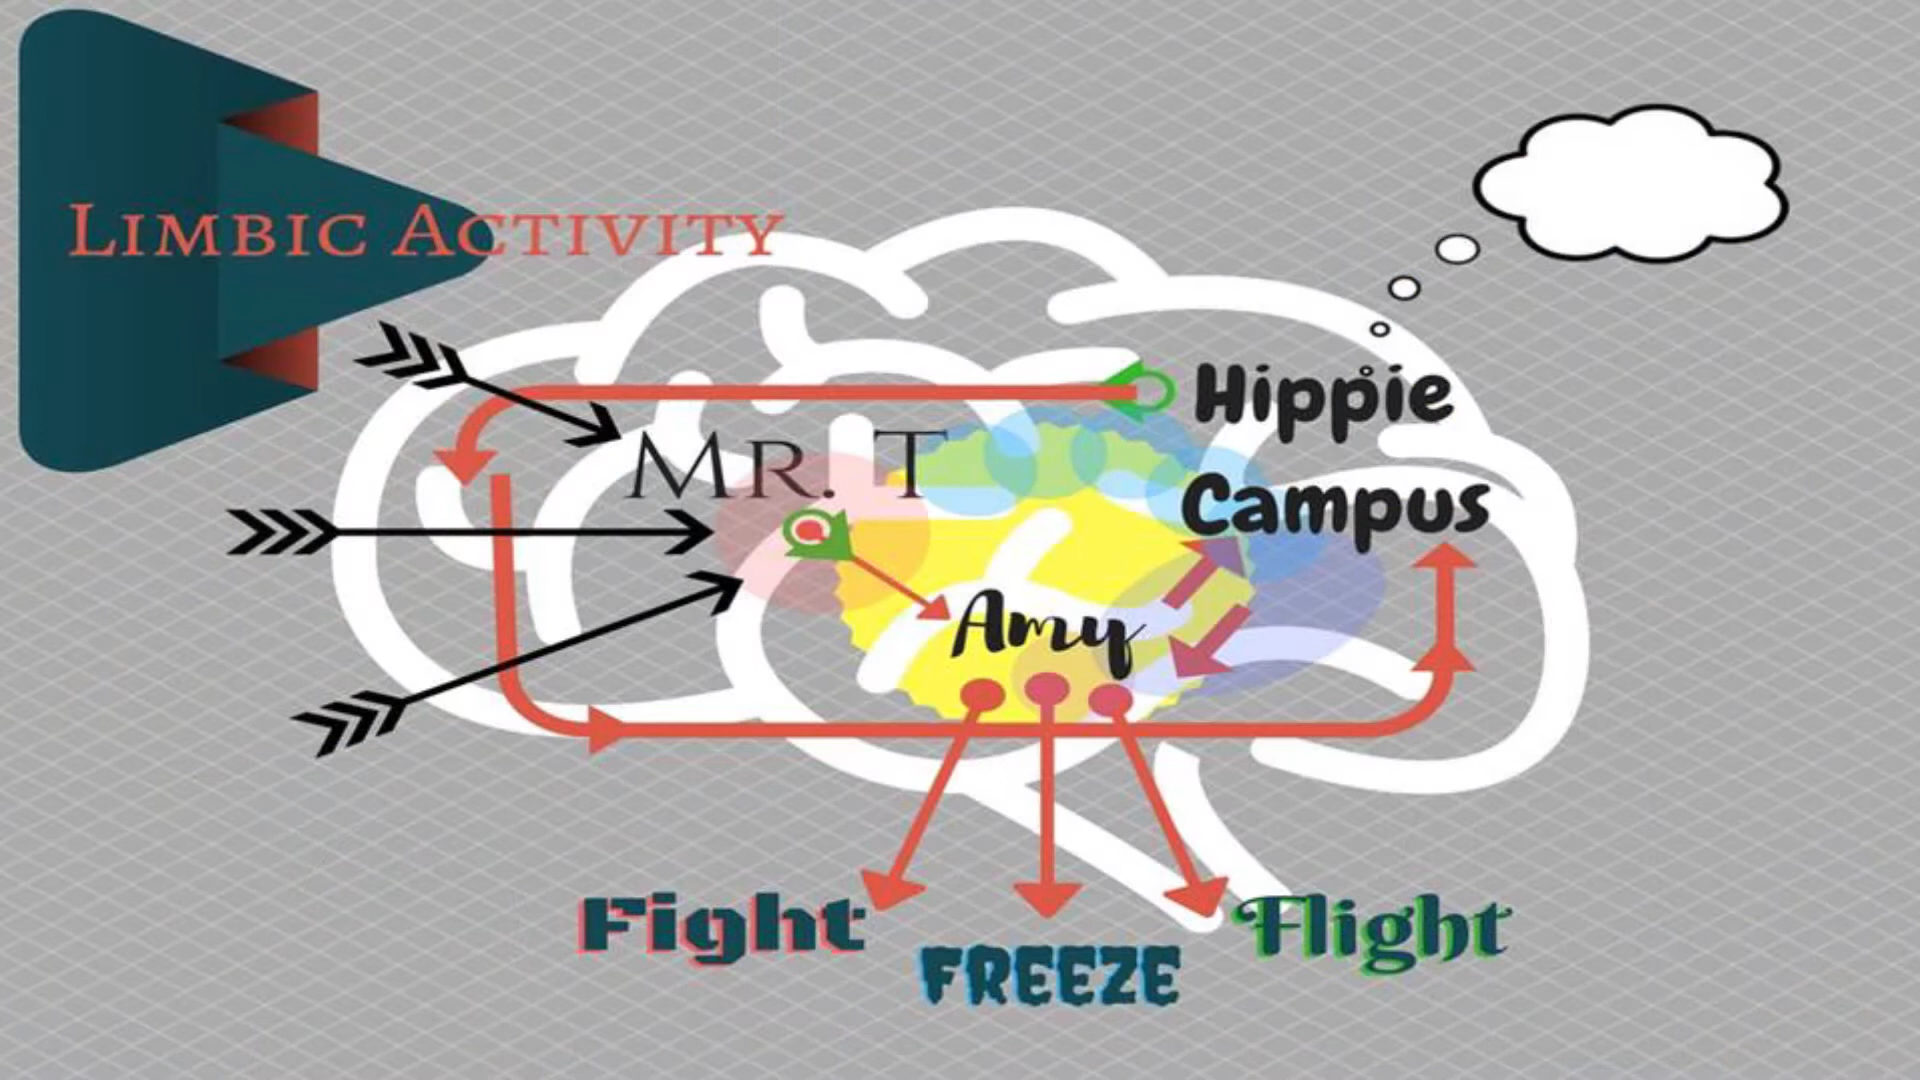 Limbic Activity
Mr. T
Hippie
Campus
Amy
Fight
FREEZE
Flight